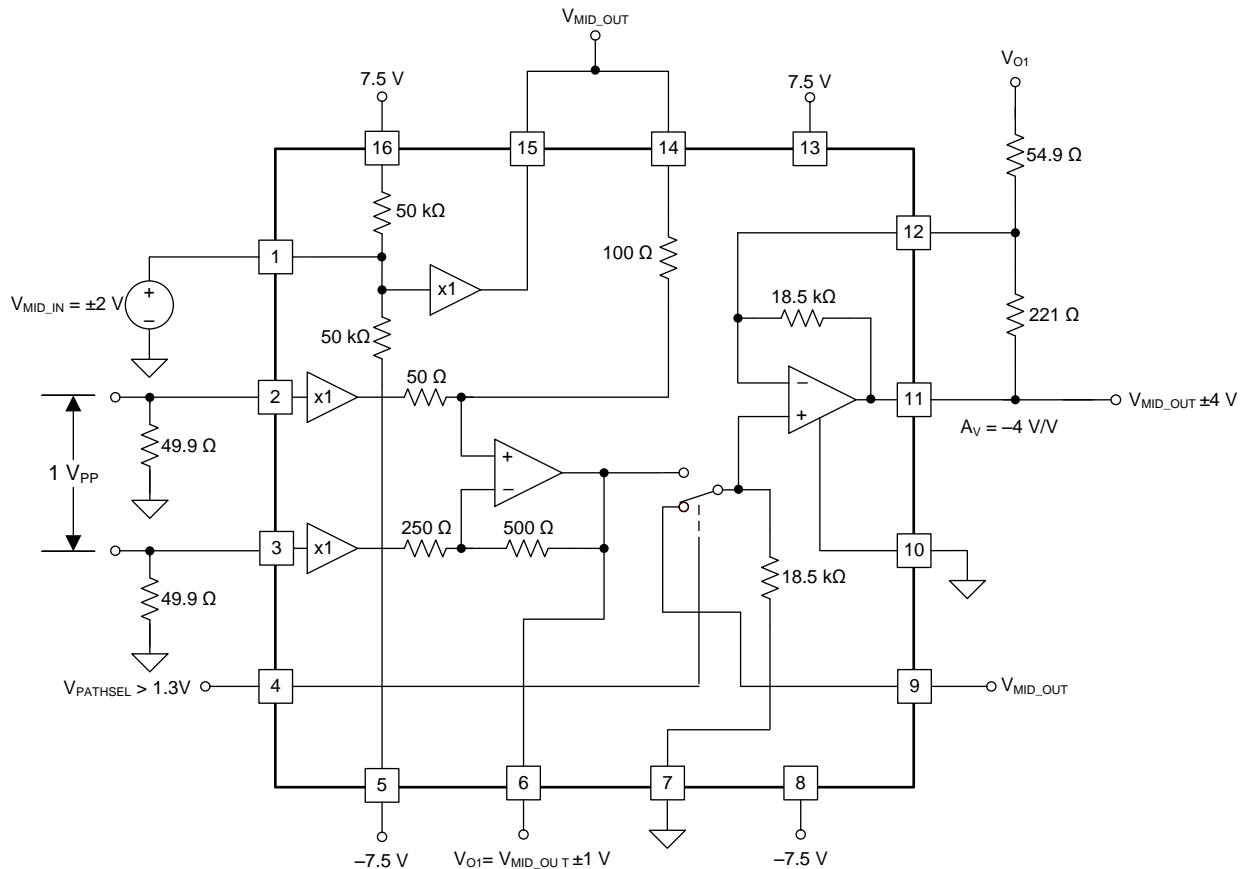 V_MID_OUT
V_O1
7.5 V
7.5 V
16
15
14
13
54.9 Ω
50 kΩ
12
1
100 Ω
x1
18.5 kΩ
V_MID_IN = ±2 V
+
–
221 Ω
50 kΩ
50 Ω
2
x1
–
+
11
V_MID_OUT ±4 V
A_V = –4 V/V
49.9 Ω
1 V_PP
+
–
250 Ω
500 Ω
3
x1
10
18.5 kΩ
49.9 Ω
V_PATHSEL > 1.3V
4
9
V_MID_OUT
5
6
7
8
–7.5 V
V_O1= V_MID_OU T ±1 V
–7.5 V